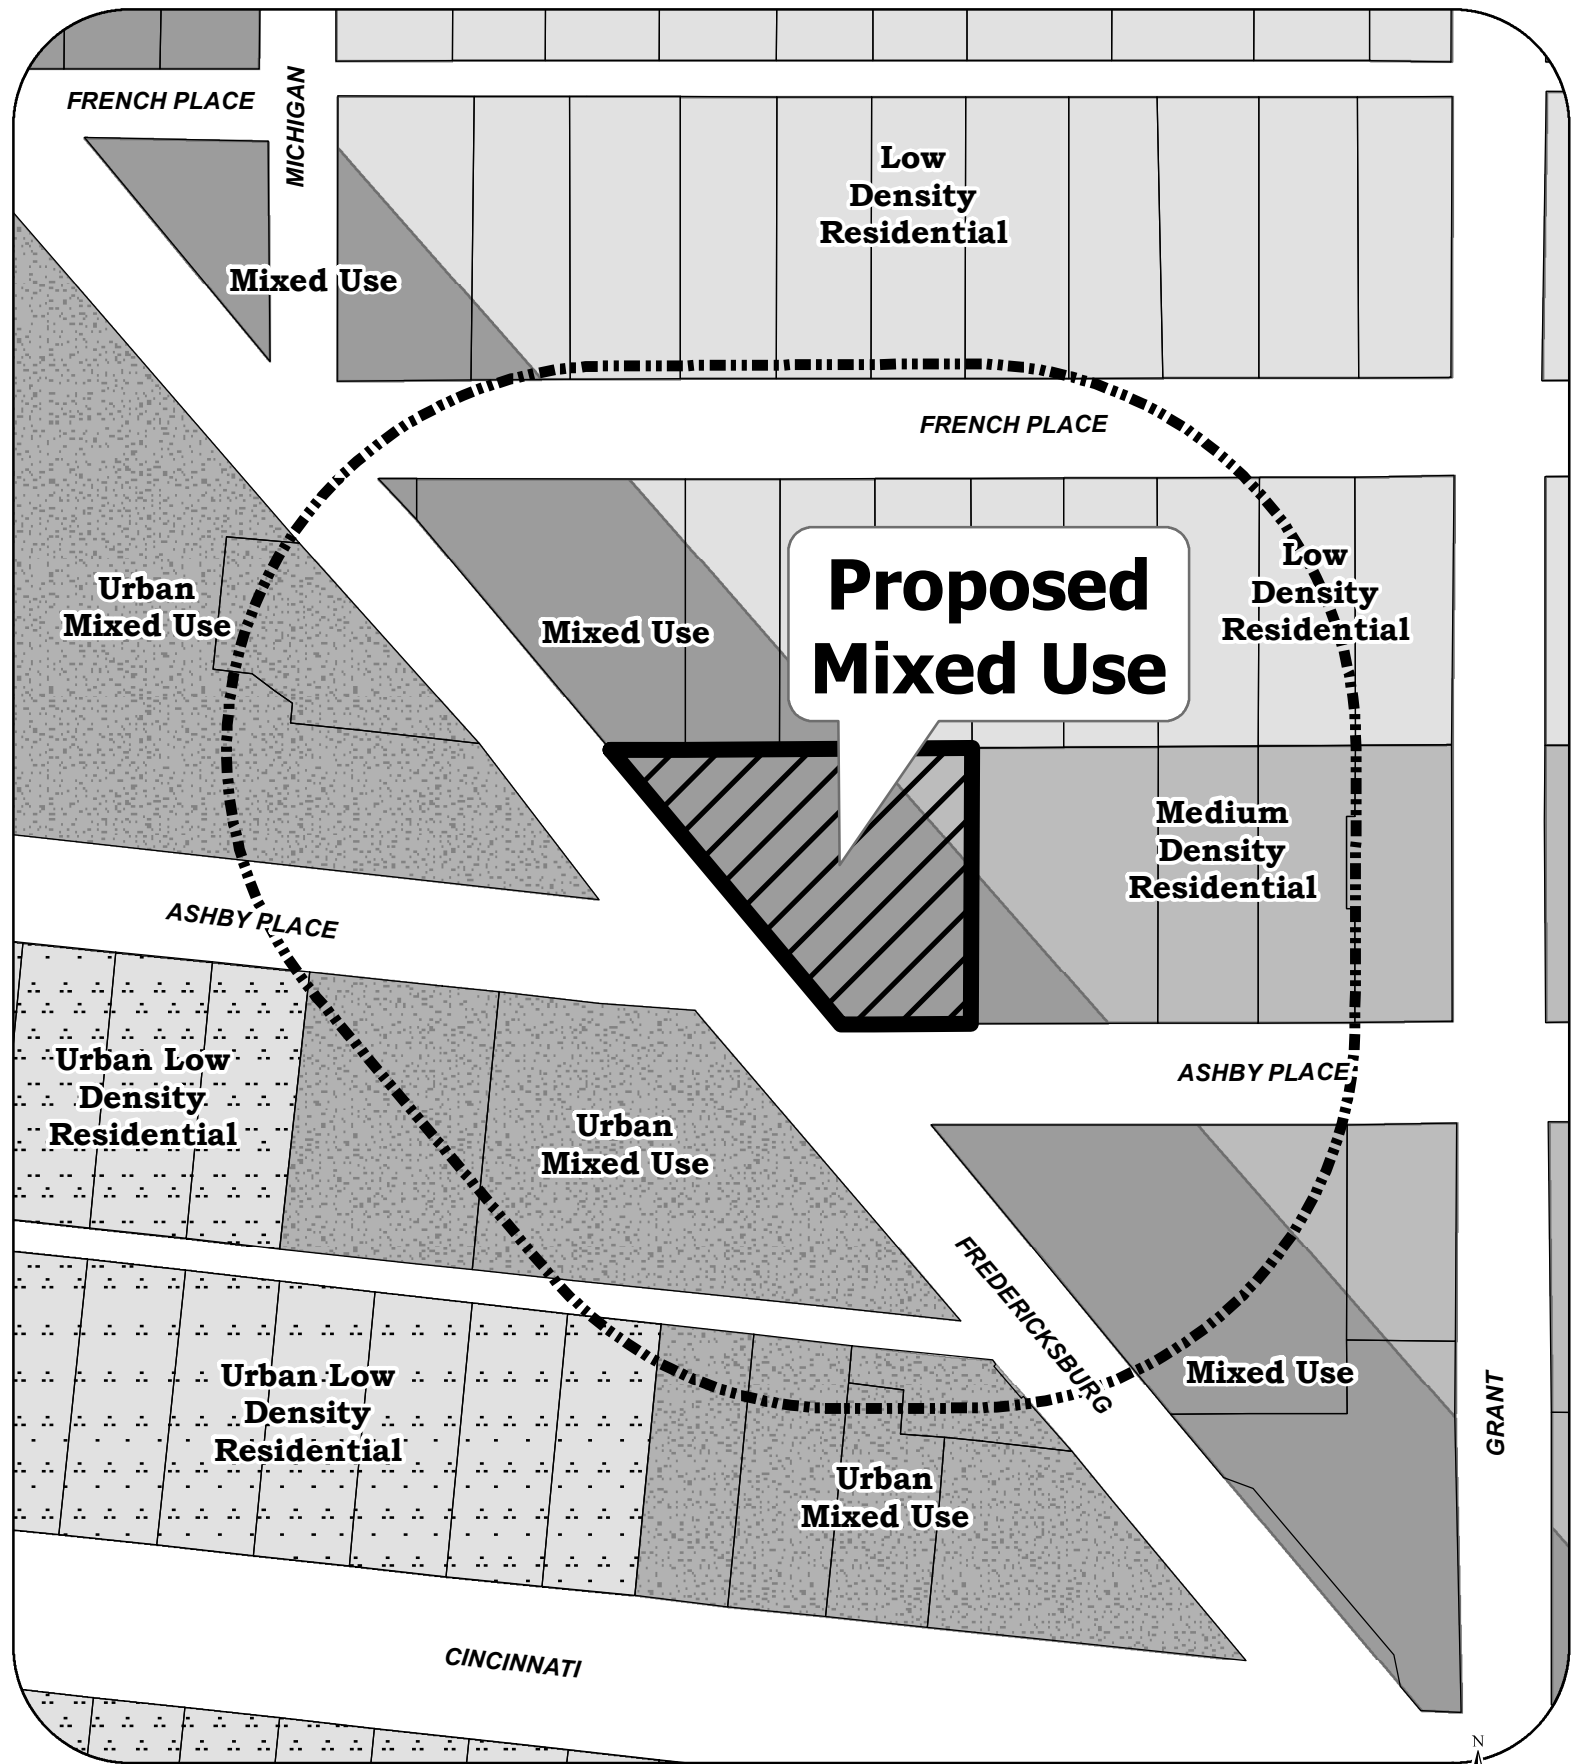 FRENCH PLACE
MICHIGAN
Low
Density
Residential
Mixed Use
FRENCH PLACE
Proposed
Mixed Use
Low
Density
Residential
Urban
Mixed Use
Mixed Use
Medium
Density
Residential
ASHBY PLACE
Urban Low
Density
Residential
ASHBY PLACE
Urban
Mixed Use
FREDERICKSBURG
Urban Low
Density
Residential
Mixed Use
GRANT
Urban
Mixed Use
CINCINNATI
N